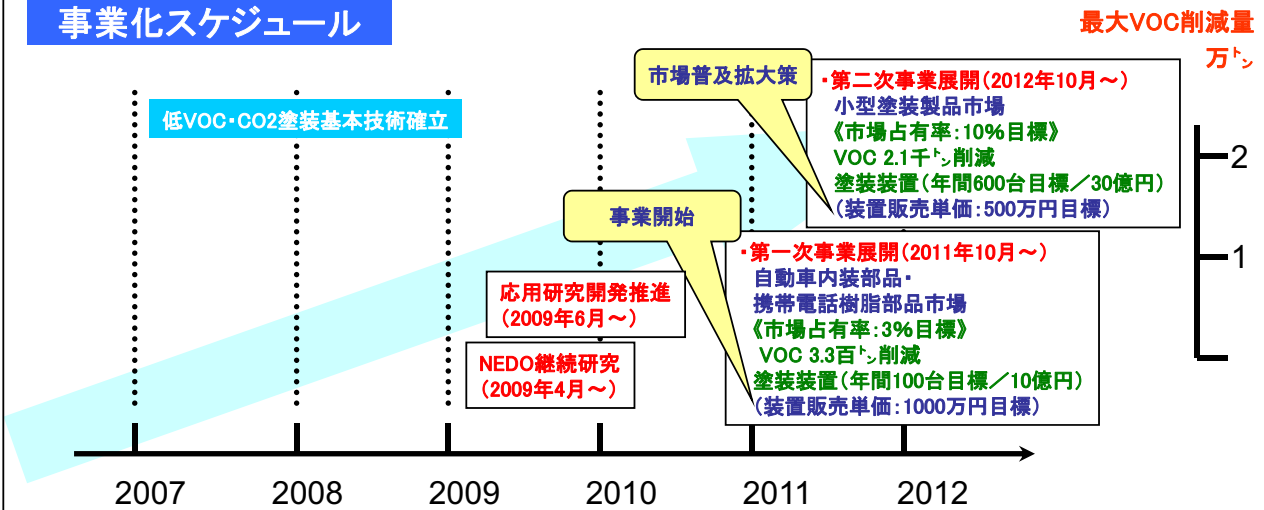 事業化スケジュール
最大VOC削減量
万㌧
市場普及拡大策
・第二次事業展開(2012年10月～)
小型塗装製品市場
《市場占有率:10%目標》
VOC 2.1千㌧削減
塗装装置(年間600台目標/30億円)
(装置販売単価:500万円目標)
低VOC・CO2塗装基本技術確立
2
事業開始
・第一次事業展開(2011年10月～)
自動車内装部品・
携帯電話樹脂部品市場
《市場占有率:3%目標》
VOC 3.3百㌧削減
塗装装置(年間100台目標/10億円)
(装置販売単価:1000万円目標)
1
応用研究開発推進
(2009年6月～)
NEDO継続研究
(2009年4月～)
2007
2008
2009
2010
2011
2012